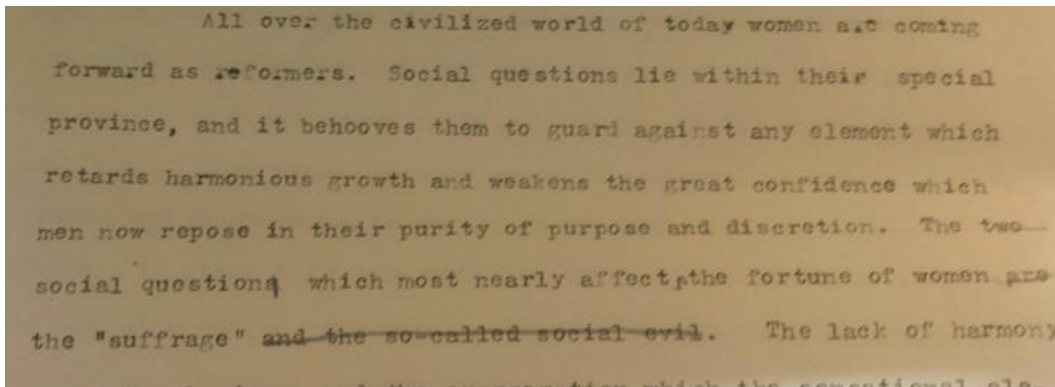 All over the civilized world of today women are coming
forward as reformers. Social questions lie within their special
province, and it behooves them to guard against any element which
retards harmonious growth and weakens the great confidence which
men now repose in their purity of purpose and discretion. The two
social questions which most nearly affect the fortune of women are
the "suffrage" and the so-called social evil. The lack of harmony
which the